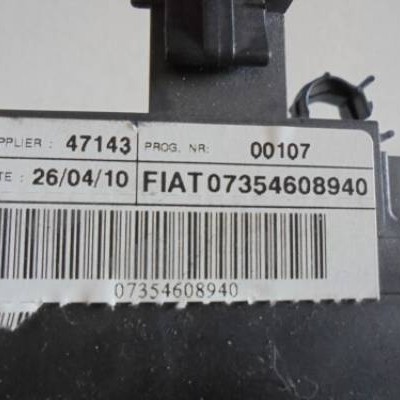 PPLIER : 47143 PROG. NR: 00107
TE : 26/04/10 FIAT 07354608940
07354608940